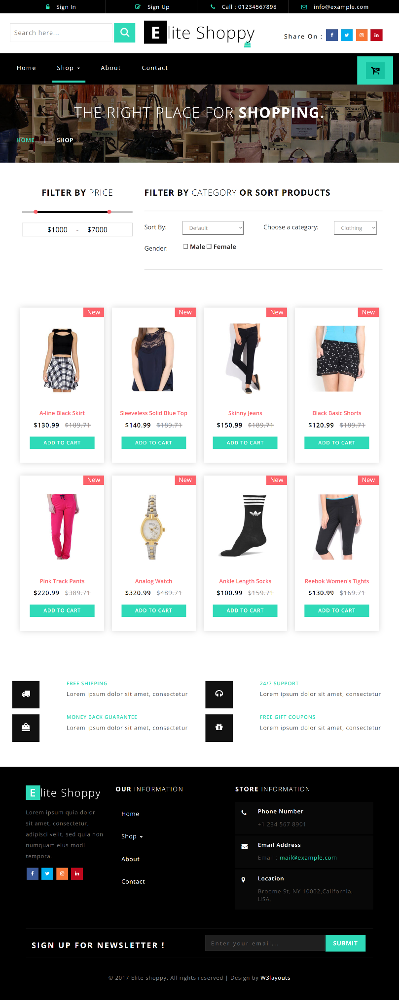 Sign In
Sign Up
Call : 01234567898
info@example.com
Search here...
Elite Shoppy
Share On :
Home
Shop
About
Contact
THE RIGHT PLACE FOR SHOPPING.
HOME | SHOP
Tamaris
Tamaris
Tamaris
FILTER BY PRICE
$1000 - $7000
FILTER BY CATEGORY OR SORT PRODUCTS
Sort By:
Default
Choose a category:
Clothing
Gender:
Male
Female
New
New
New
New
A-line Black Skirt
Sleeveless Solid Blue Top
Skinny Jeans
Black Basic Shorts
$130.99 $189.71
$140.99 $189.71
$150.99 $189.71
$120.99 $189.71
ADD TO CART
ADD TO CART
ADD TO CART
ADD TO CART
New
New
New
New
Pink Track Pants
Analog Watch
Ankle Length Socks
Reebok Women's Tights
$220.99 $389.71
$320.99 $489.71
$100.99 $159.71
$130.99 $169.71
ADD TO CART
ADD TO CART
ADD TO CART
ADD TO CART
FREE SHIPPING
Lorem ipsum dolor sit amet, consectetur
24/7 SUPPORT
Lorem ipsum dolor sit amet, consectetur
MONEY BACK GUARANTEE
Lorem ipsum dolor sit amet, consectetur
FREE GIFT COUPONS
Lorem ipsum dolor sit amet, consectetur
Elite Shoppy
Lorem ipsum quia dolor
sit amet, consectetur,
adipisci velit, sed quia non
numquam eius modi
tempora.
OUR INFORMATION
Home
Shop
About
Contact
STORE INFORMATION
Phone Number
+1 234 567 8901
Email Address
Email : mail@example.com
Location
Broome St, NY 10002,California,
USA.
SIGN UP FOR NEWSLETTER !
Enter your email...
SUBMIT
© 2017 Elite shoppy. All rights reserved | Design by W3layouts